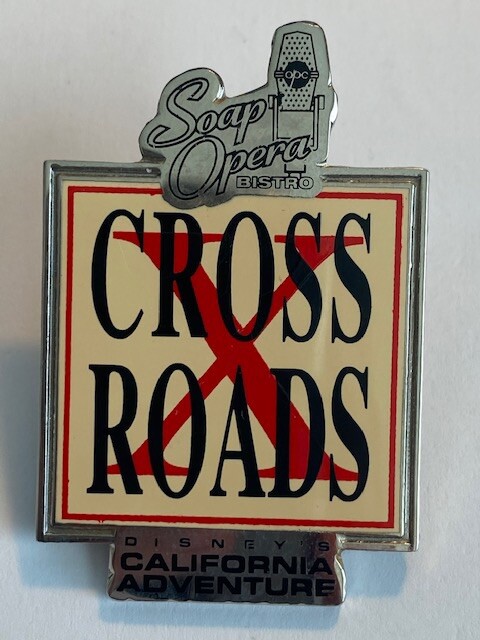 Soap
opc
Opera
BISTRO
CROSS
X
ROADS
DISNEY'S
CALIFORNIA
ADVENTURE